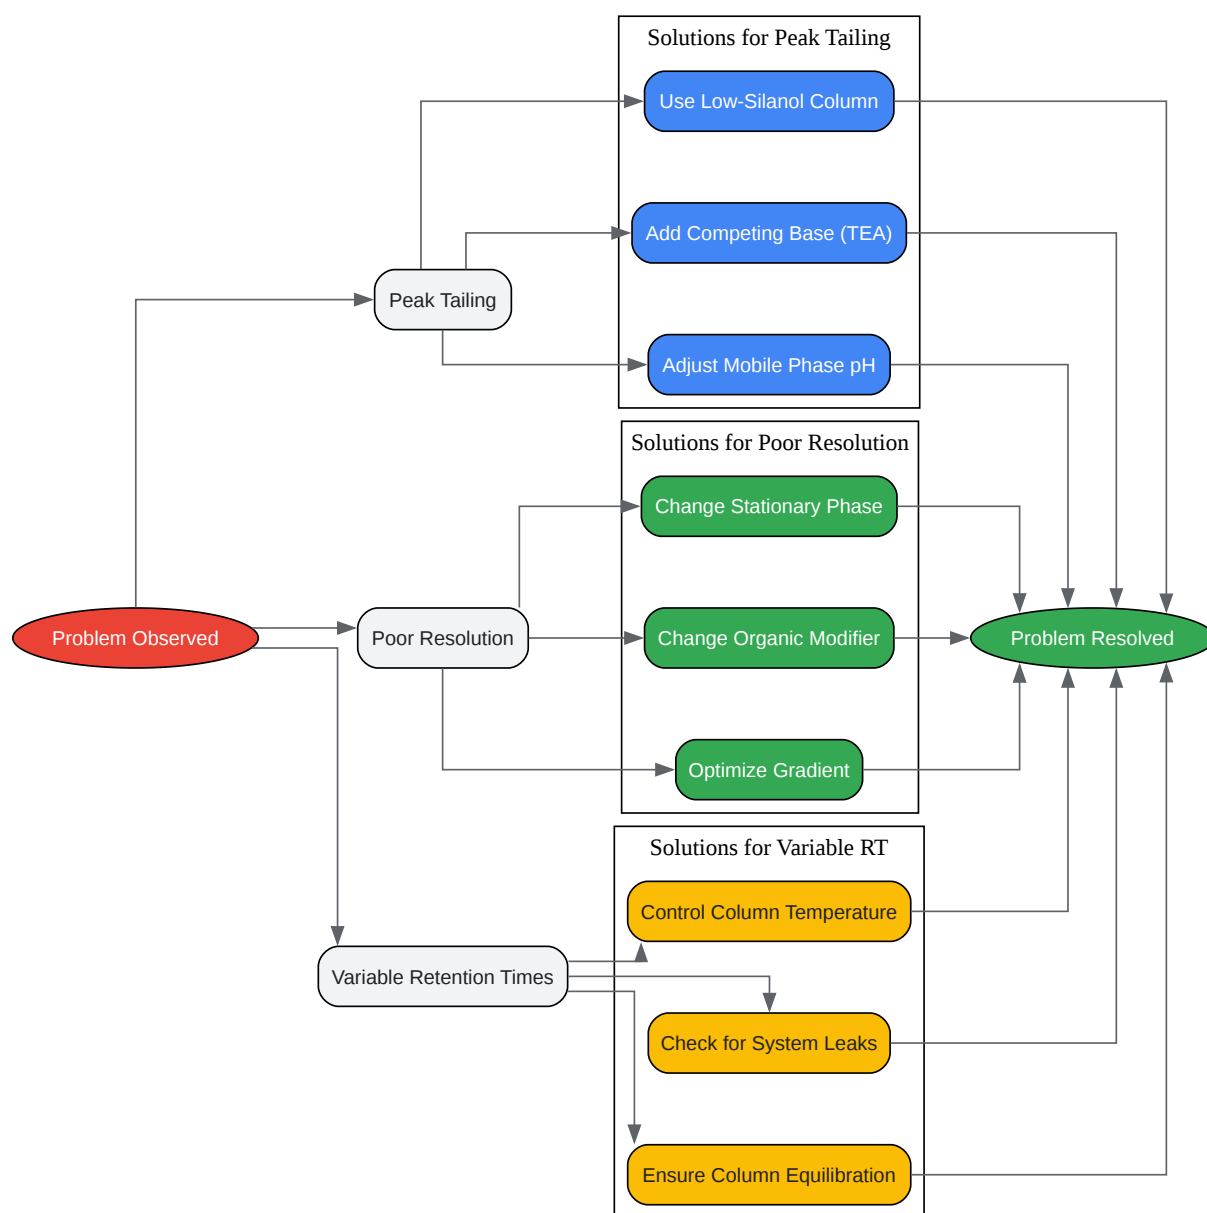 Solutions for Peak Tailing
Use Low-Silanol Column
Add Competing Base (TEA)
Peak Tailing
Adjust Mobile Phase pH
Solutions for Poor Resolution
Change Stationary Phase
Problem Observed
Poor Resolution
Change Organic Modifier
Problem Resolved
Optimize Gradient
Solutions for Variable RT
Control Column Temperature
Variable Retention Times
Check for System Leaks
Ensure Column Equilibration